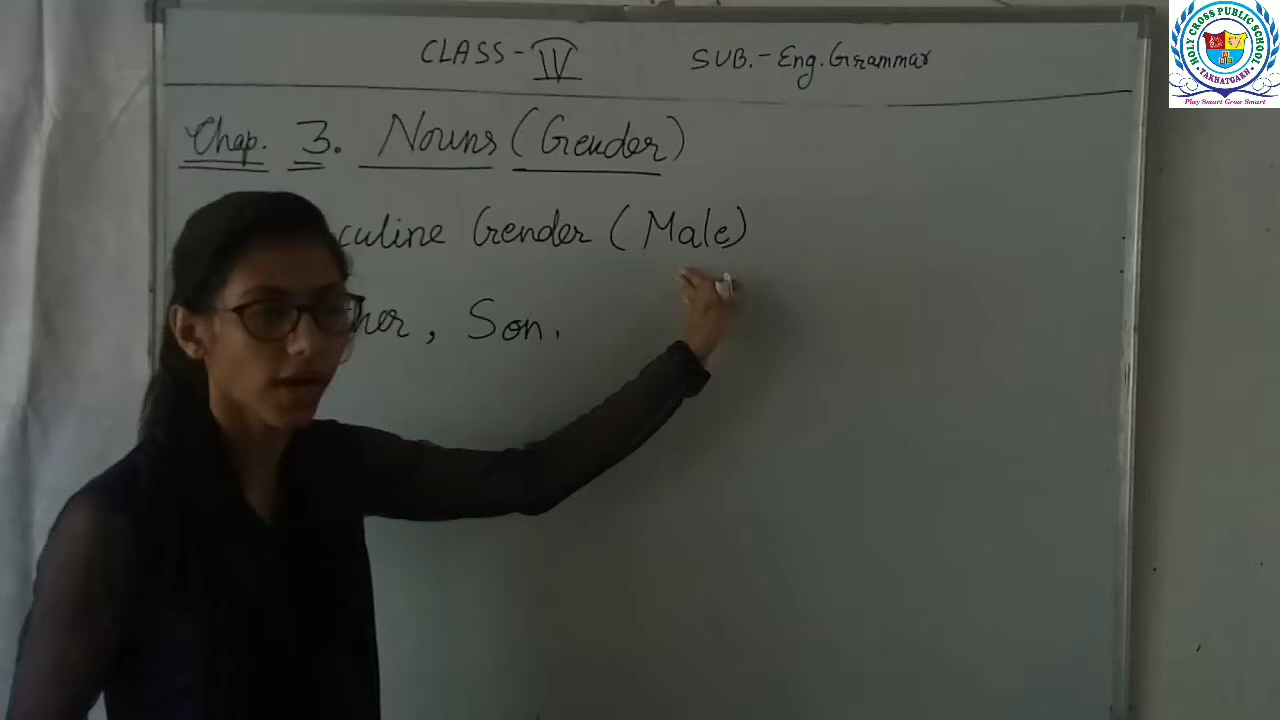 CLASS - IV SUB. - Eng. Grammar
Chap. 3. Nouns (Gender)
culine Gender (Male)
her, Son.
HOLY CROSS PUBLIC SCHOOL
TAKHATGARH
Play Smart Grow Smart